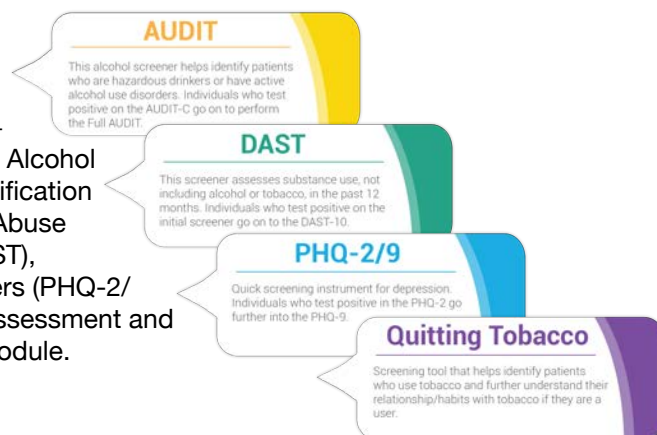 AUDIT
This alcohol screener helps identify patients
who are hazardous drinkers or have active
alcohol use disorders. Individuals who test
positive on the AUDIT-C go on to perform
the Full AUDIT.
DAST
This screener assesses substance use, not
including alcohol or tobacco, in the past 12
months. Individuals who test positive on the
initial screener go on to the DAST-10.
PHQ-2/9
Quick screening instrument for depression.
Individuals who test positive in the PHQ-2 go
further into the PHQ-9.
Quitting Tobacco
Screening tool that helps identify patients
who use tobacco and further understand their
relationship/habits with tobacco if they are a
user.
Alcohol
ification
Abuse
ST),
ers (PHQ-2/
ssessment and
odule.